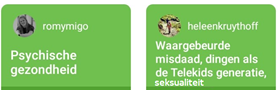 romymigo
Psychische
gezondheid
heleenkruythoff
Waargebeurde
misdaad, dingen als
de Telekids generatie,
seksualiteit